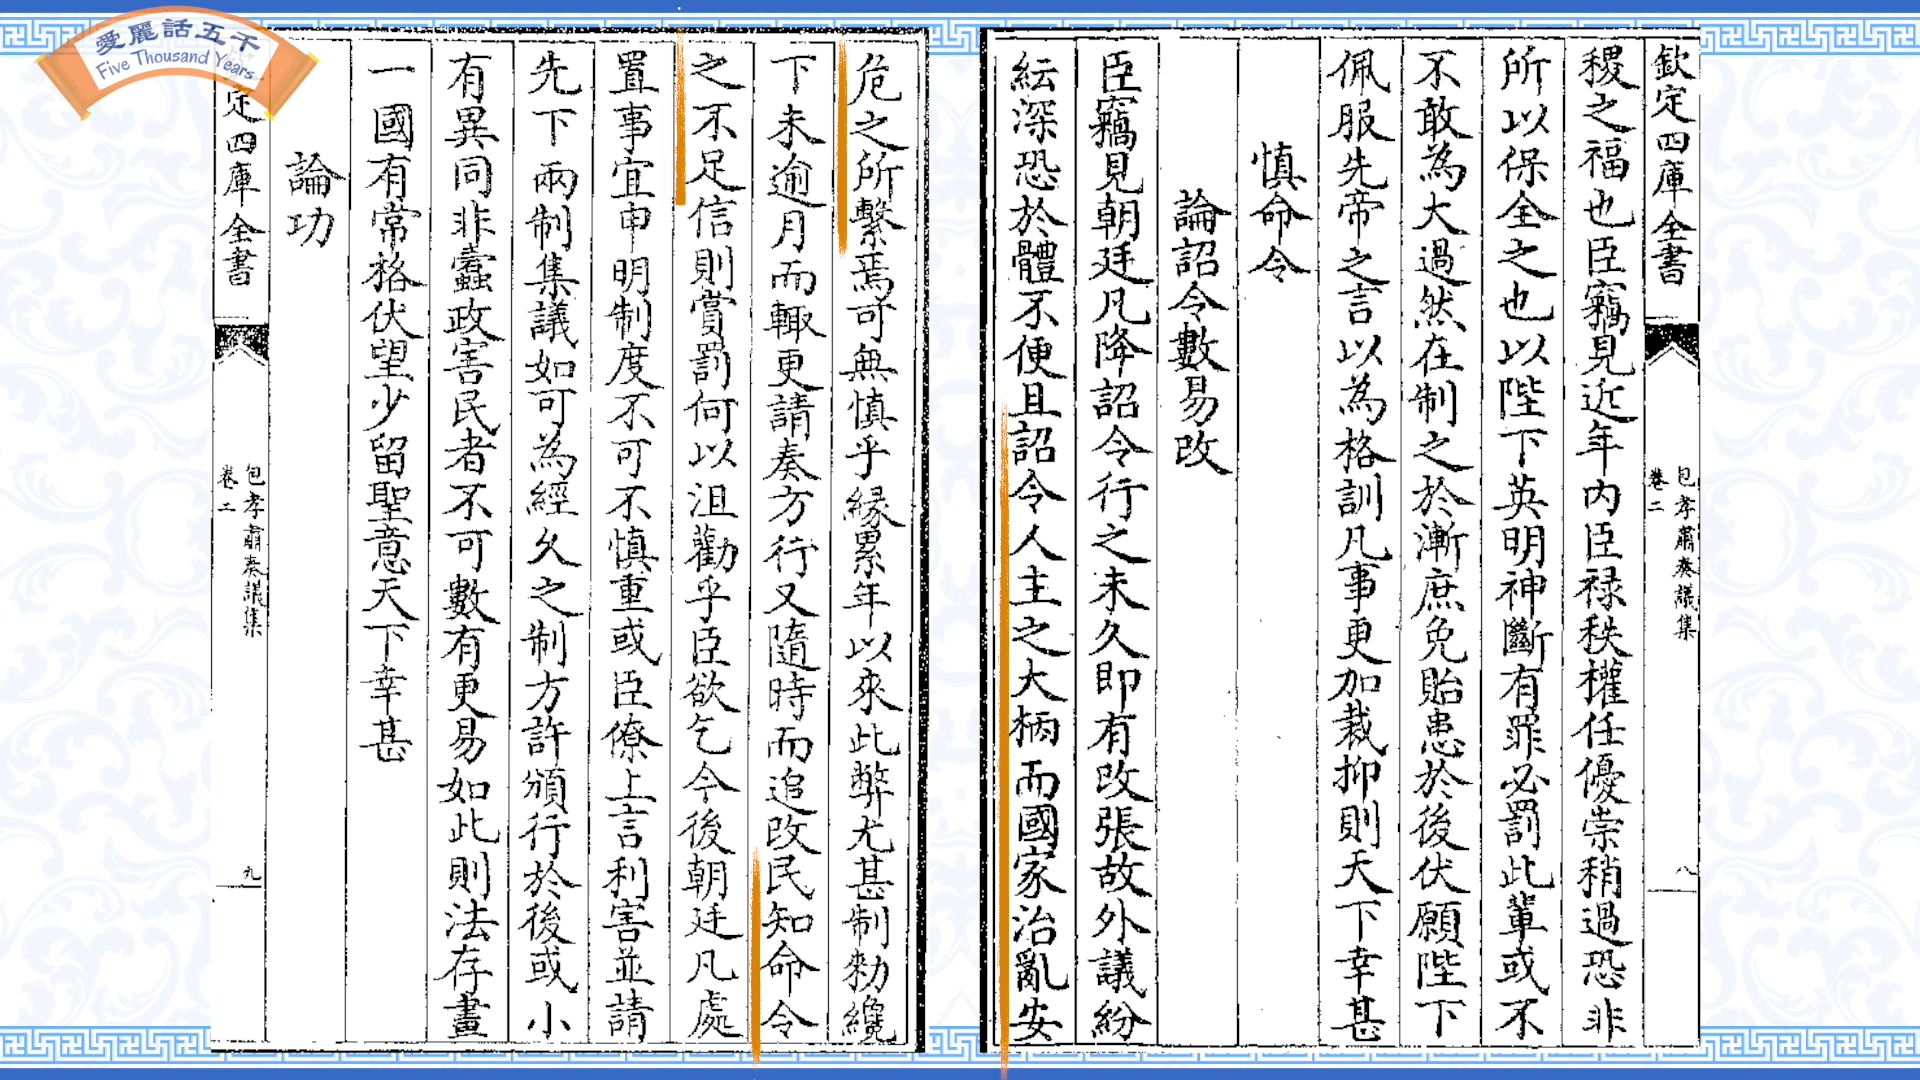 愛麗話五千
Five Thousand Years
欽定四庫全書
包孝肅奏議集
卷二
八
稷之福也臣竊見近年內臣祿秩權任優崇稍過恐非
所以保全之也以陛下英明神斷有罪必罰此輩或不
不敢為大過然在制之於漸庶免貽患於後伏願陛下
佩服先帝之言以為格訓凡事更加裁抑則天下幸甚
慎命令
論詔令數易改
臣竊見朝廷凡降詔令行之未久即有改張故外議紛
紜深恐於體不便且詔令人主之大柄而國家治亂安
危之所繫焉可無慎乎縁累年以來此弊尤甚制勑纔
下未逾月而輙更請奏方行又隨時而追改民知命令
之不足信則賞罰何以沮勸乎臣欲乞今後朝廷凡處
置事宜申明制度不可不慎重或臣僚上言利害並請
先下兩制集議如可為經久之制方許頒行於後或小
有異同非蠹政害民者不可數有更易如此則法存畫
一國有常格伏望少留聖意天下幸甚
論功
定四庫全書
包孝肅奏議集
卷二
九